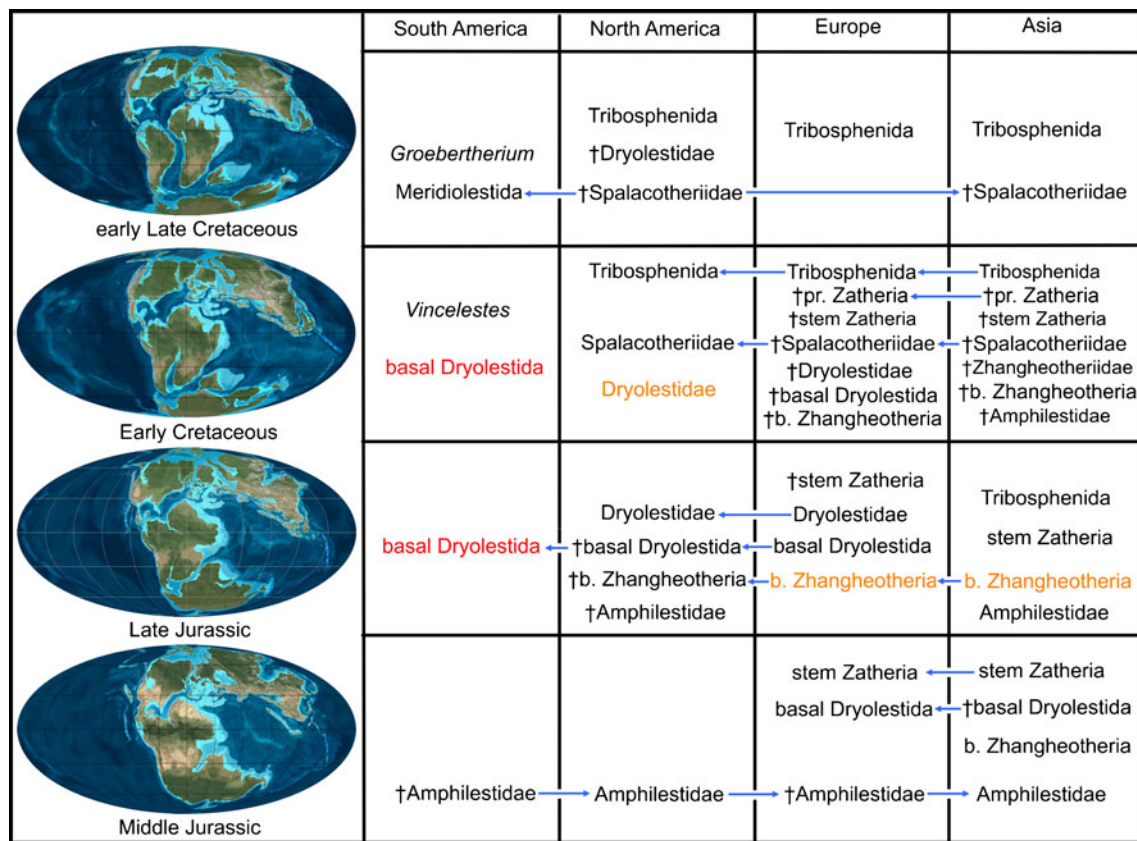 South America
North America
Europe
Asia
early Late Cretaceous
Groebertherium
Meridiolestida
Tribosphenida
†Dryolestidae
†Spalacotheriidae
Tribosphenida
Tribosphenida
†Spalacotheriidae
Early Cretaceous
Vincelestes
basal Dryolestida
Tribosphenida
Spalacotheriidae
Dryolestidae
Tribosphenida
†pr. Zatheria
†stem Zatheria
†Spalacotheriidae
†Dryolestidae
†basal Dryolestida
†b. Zhangheotheria
Tribosphenida
†pr. Zatheria
†stem Zatheria
†Spalacotheriidae
†Zhangheotheriidae
†b. Zhangheotheria
†Amphilestidae
Late Jurassic
basal Dryolestida
Dryolestidae
†basal Dryolestida
†b. Zhangheotheria
†Amphilestidae
†stem Zatheria
Dryolestidae
basal Dryolestida
b. Zhangheotheria
Tribosphenida
stem Zatheria
b. Zhangheotheria
Amphilestidae
Middle Jurassic
†Amphilestidae
Amphilestidae
stem Zatheria
basal Dryolestida
†Amphilestidae
stem Zatheria
†basal Dryolestida
b. Zhangheotheria
Amphilestidae